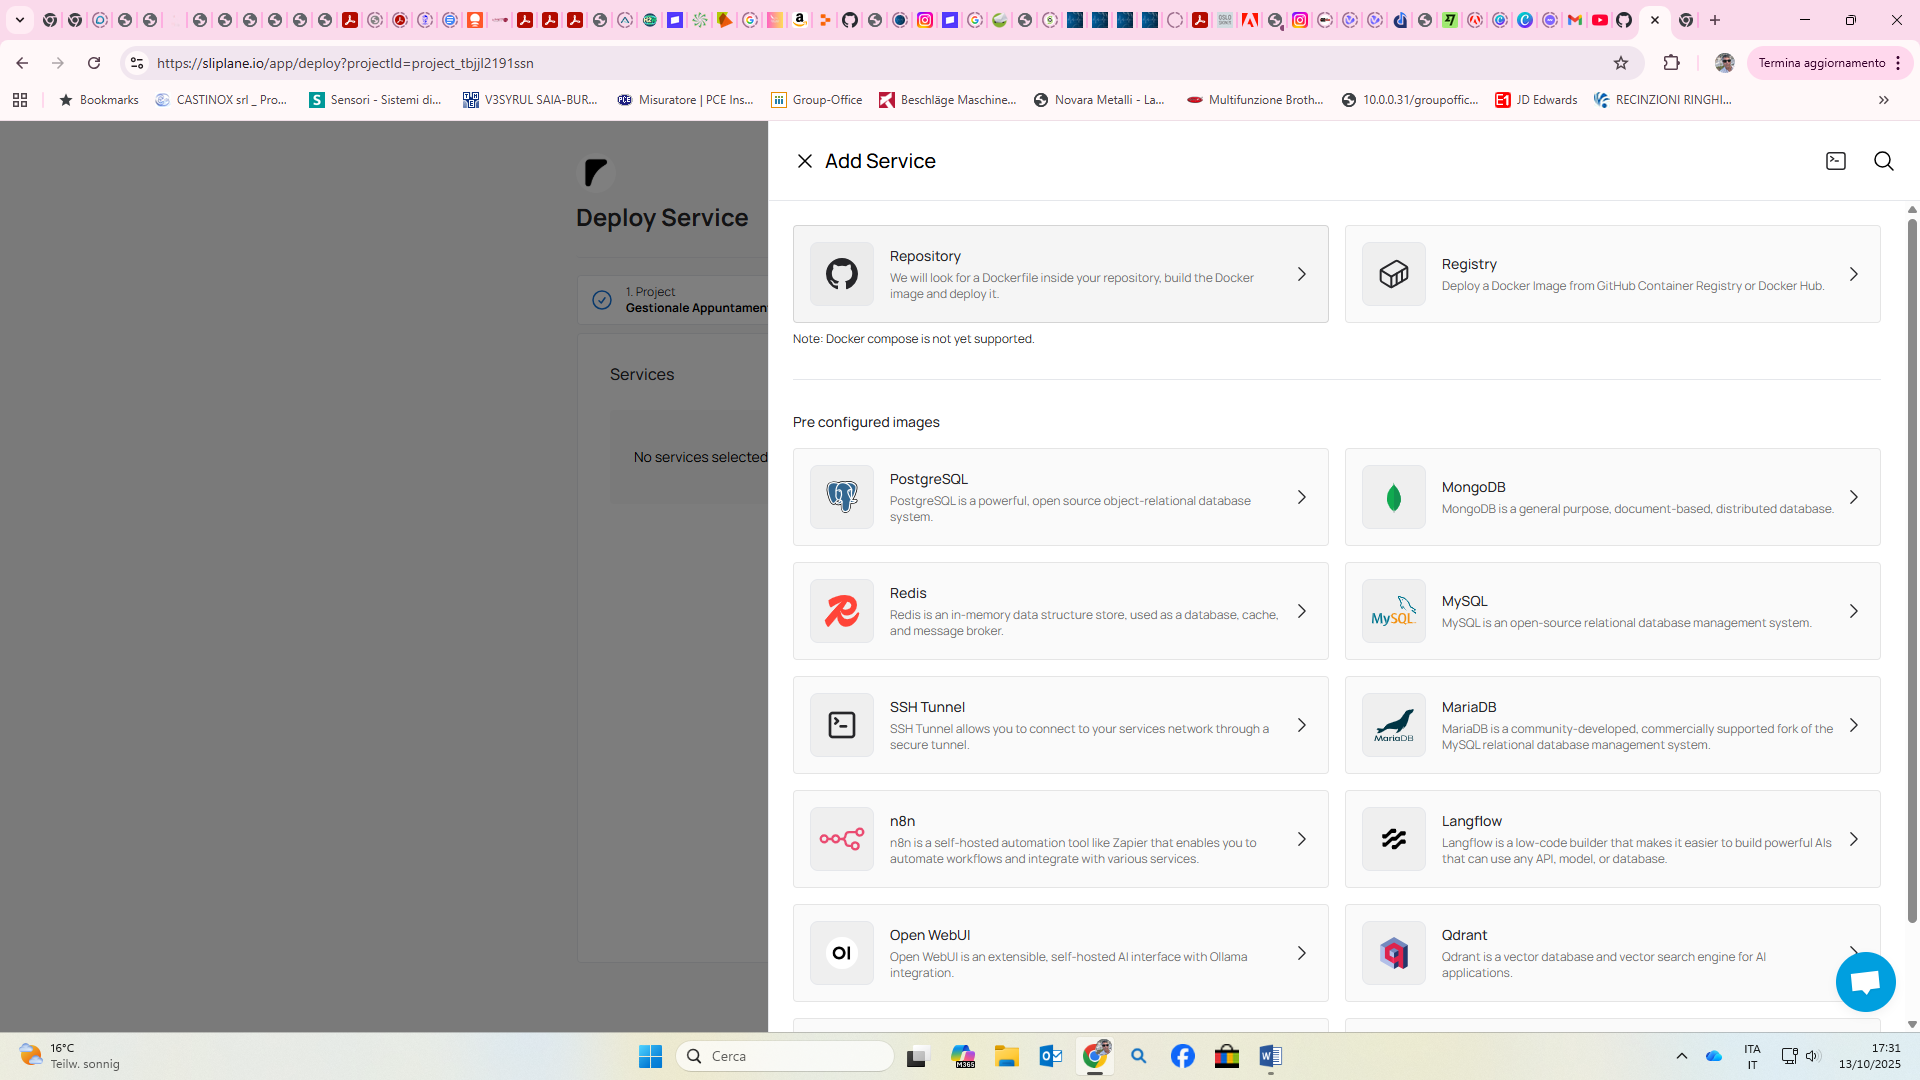 https://sliplane.io/app/deploy?projectId=project_tbjjl2191ssn
Termina aggiornamento
Bookmarks
CASTINOX srl _ Pro...
Sensori - Sistemi di...
V3SYRUL SAIA-BUR...
Misuratore | PCE Ins...
Group-Office
Beschläge Maschine...
Novara Metalli - La...
Multifunzione Broth...
10.0.0.31/groupoffic...
JD Edwards
RECINZIONI RINGHI...
Deploy Service
1. Project
Gestionale Appuntamen
Services
No services selected
Add Service
Repository
We will look for a Dockerfile inside your repository, build the Docker
image and deploy it.
Registry
Deploy a Docker Image from GitHub Container Registry or Docker Hub.
Note: Docker compose is not yet supported.
Pre configured images
PostgreSQL
PostgreSQL is a powerful, open source object-relational database
system.
MongoDB
MongoDB is a general purpose, document-based, distributed database.
Redis
Redis is an in-memory data structure store, used as a database, cache,
and message broker.
MySQL
MySQL
MySQL is an open-source relational database management system.
SSH Tunnel
SSH Tunnel allows you to connect to your services network through a
secure tunnel.
MariaDB
MariaDB
MariaDB is a community-developed, commercially supported fork of the
MySQL relational database management system.
n8n
n8n is a self-hosted automation tool like Zapier that enables you to
automate workflows and integrate with various services.
Langflow
Langflow is a low-code builder that makes it easier to build powerful AIs
that can use any API, model, or database.
OI
Open WebUI
Open WebUI is an extensible, self-hosted AI interface with Ollama
integration.
Qdrant
Qdrant is a vector database and vector search engine for AI
applications.
16°C
Teilw. sonnig
Cerca
ITA
IT
17:31
13/10/2025